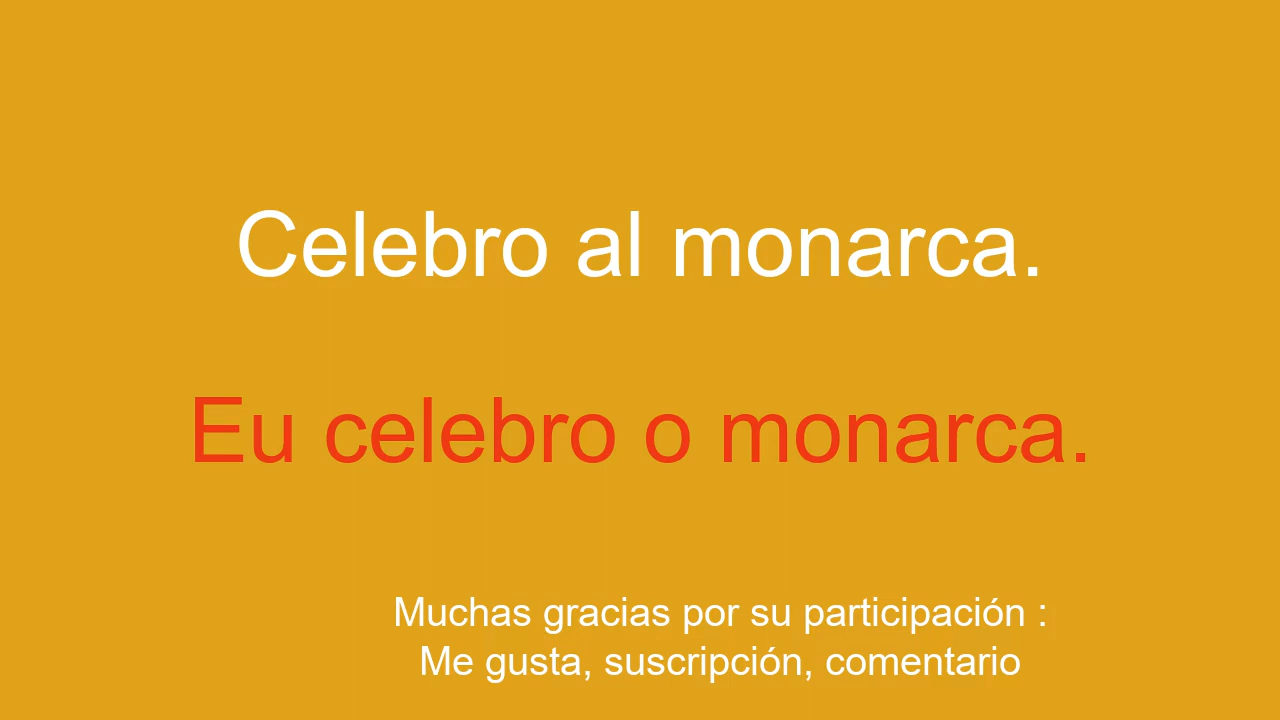 Celebro al monarca.
Eu celebro o monarca.
Muchas gracias por su participación :
Me gusta, suscripción, comentario